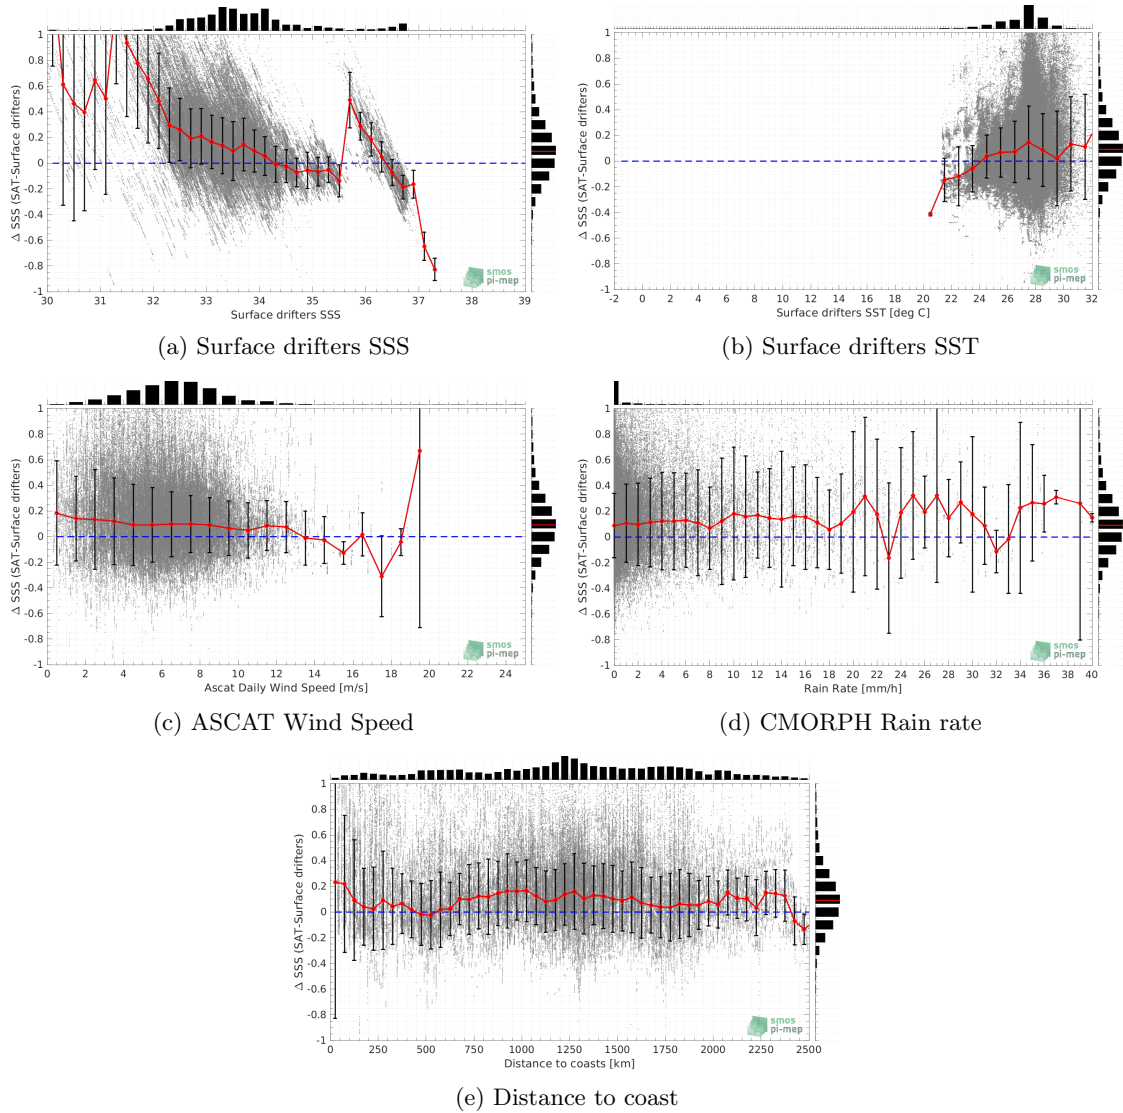 Δ SSS (SAT-Surface drifters)
1
0.8
0.6
0.4
0.2
0
-0.2
-0.4
-0.6
-0.8
-1
30 31 32 33 34 35 36 37 38 39
Surface drifters SSS
smos
pi-mep
(a) Surface drifters SSS
Δ SSS (SAT-Surface drifters)
1
0.8
0.6
0.4
0.2
0
-0.2
-0.4
-0.6
-0.8
-1
-2 0 2 4 6 8 10 12 14 16 18 20 22 24 26 28 30 32
Surface drifters SST [deg C]
smos
pi-mep
(b) Surface drifters SST
Δ SSS (SAT-Surface drifters)
1
0.8
0.6
0.4
0.2
0
-0.2
-0.4
-0.6
-0.8
-1
0 2 4 6 8 10 12 14 16 18 20 22 24
Ascat Daily Wind Speed [m/s]
smos
pi-mep
(c) ASCAT Wind Speed
Δ SSS (SAT-Surface drifters)
1
0.8
0.6
0.4
0.2
0
-0.2
-0.4
-0.6
-0.8
-1
0 2 4 6 8 10 12 14 16 18 20 22 24 26 28 30 32 34 36 38 40
Rain Rate [mm/h]
smos
pi-mep
(d) CMORPH Rain rate
Δ SSS (SAT-Surface drifters)
1
0.8
0.6
0.4
0.2
0
-0.2
-0.4
-0.6
-0.8
-1
0 250 500 750 1000 1250 1500 1750 2000 2250 2500
Distance to coasts [km]
smos
pi-mep
(e) Distance to coast